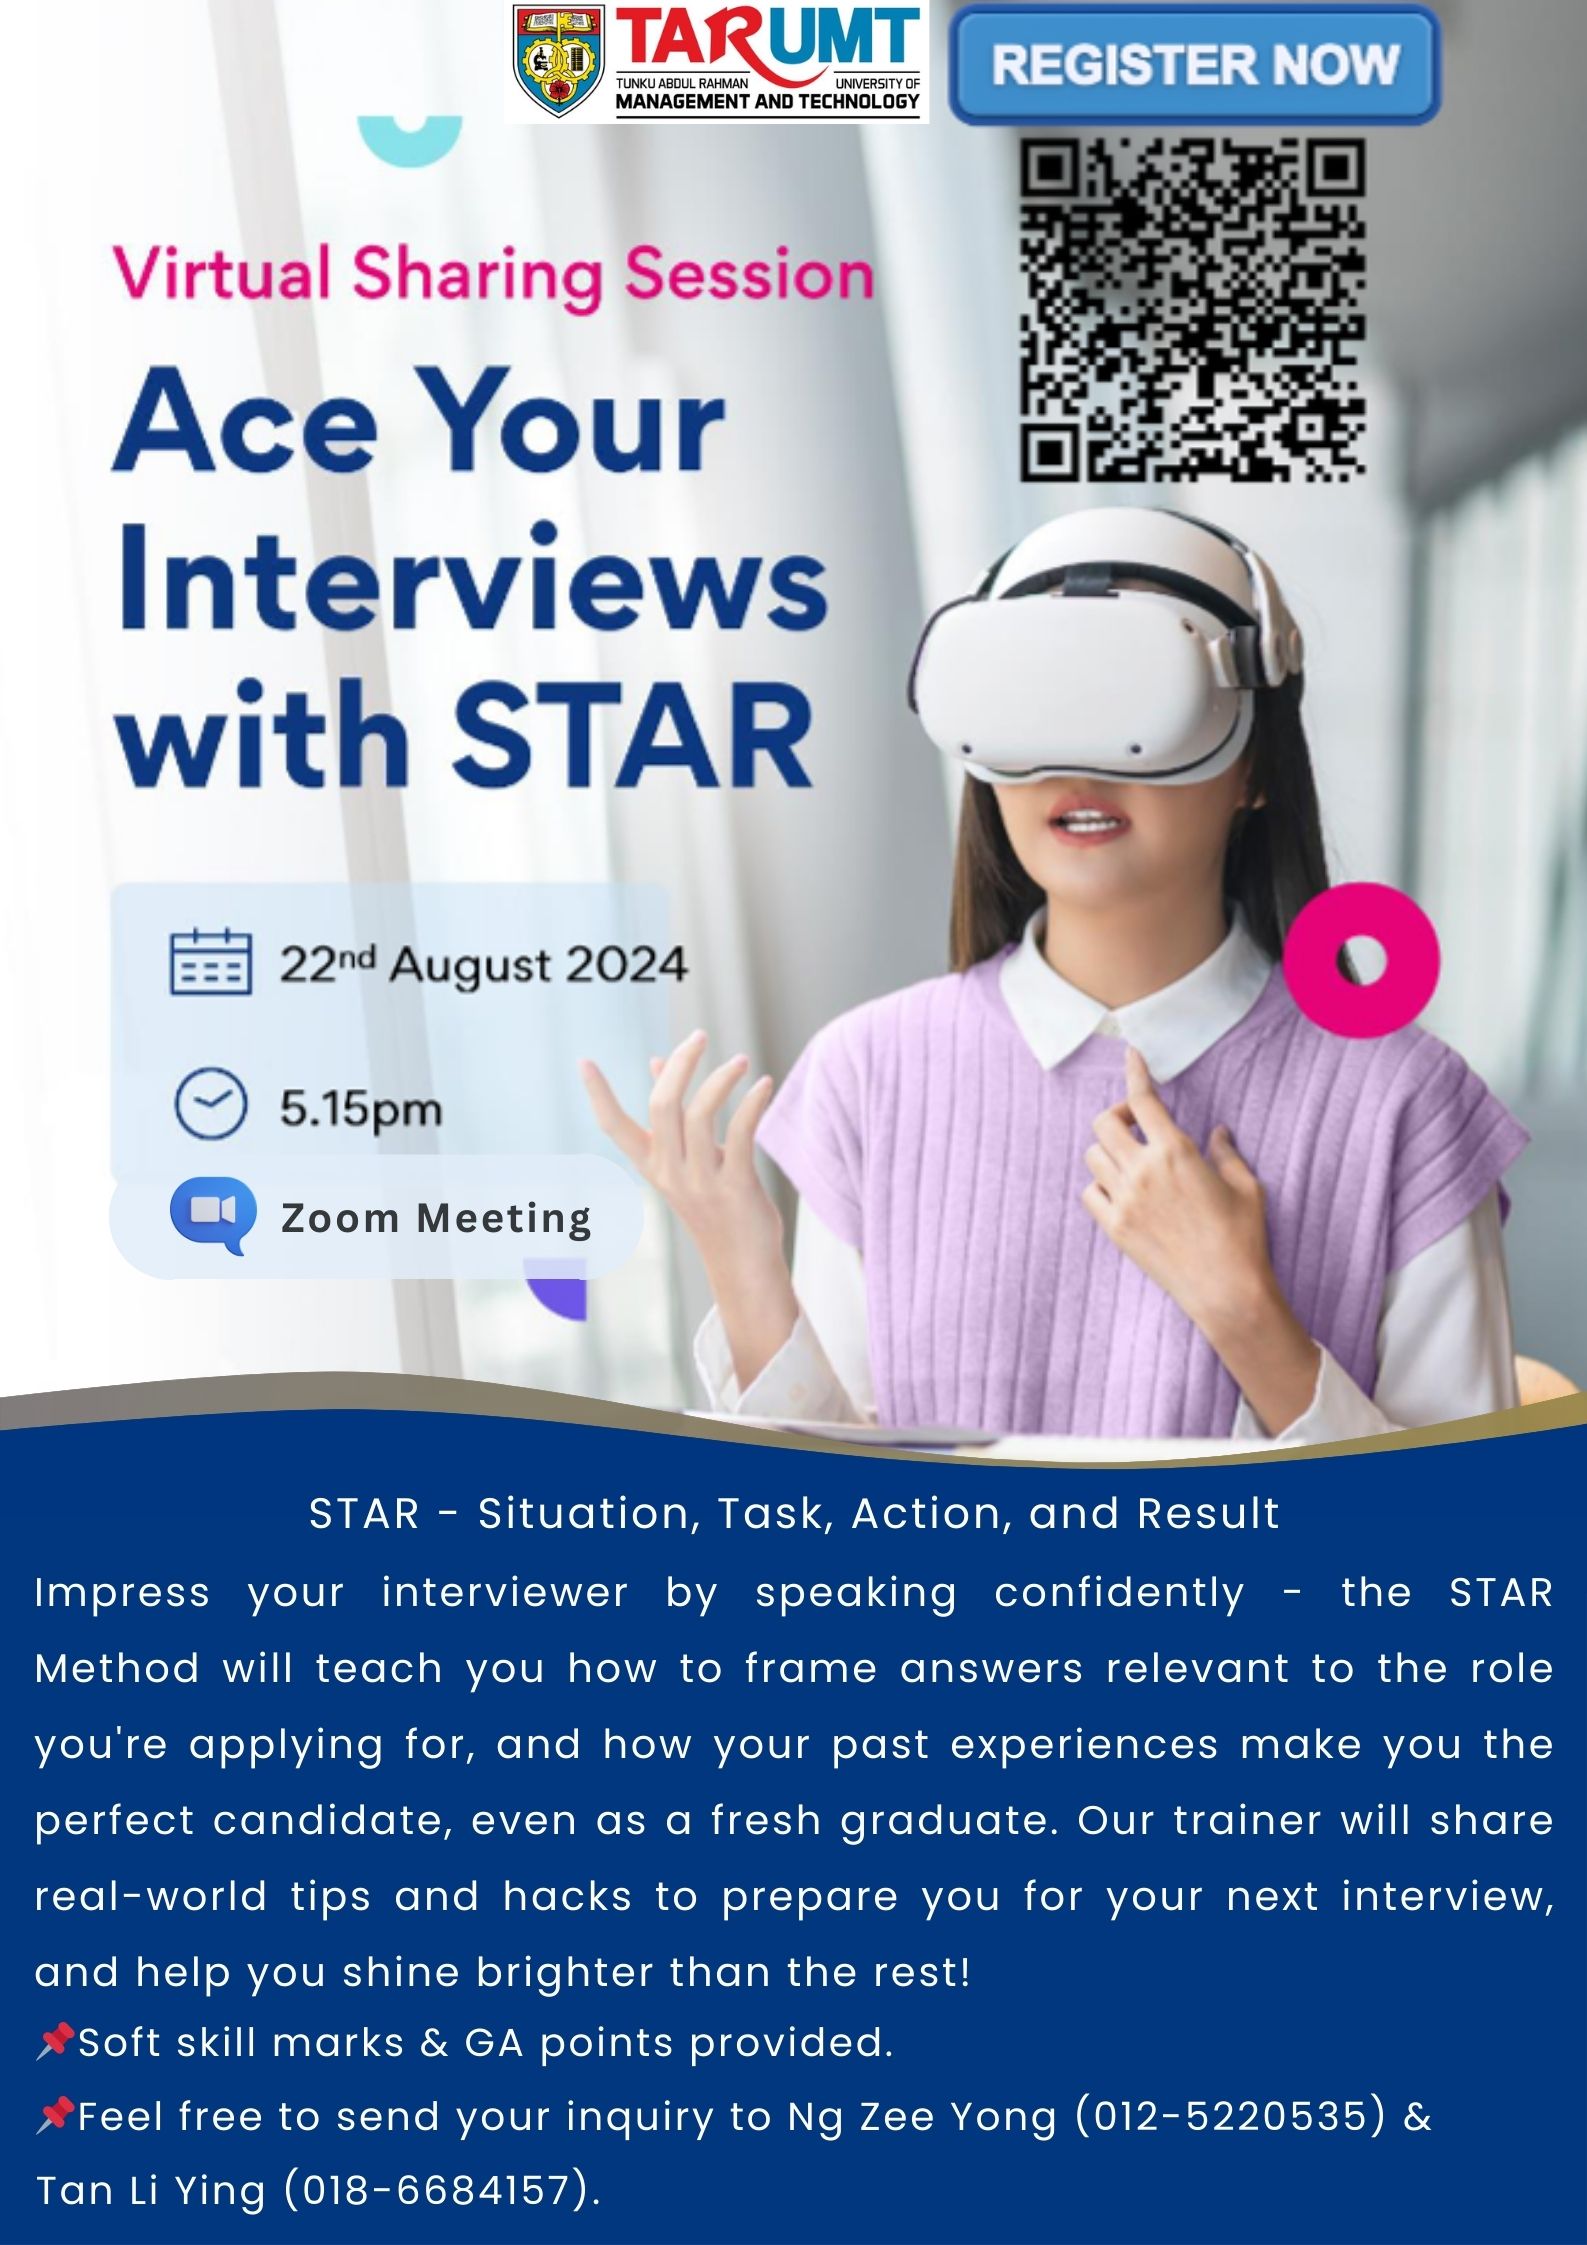 TARUMT
TUNKU ABDUL RAHMAN UNIVERSITY OF
MANAGEMENT AND TECHNOLOGY
REGISTER NOW
Virtual Sharing Session
Ace Your
Interviews
with STAR
22nd August 2024
5.15pm
Zoom Meeting
STAR - Situation, Task, Action, and Result
Impress your interviewer by speaking confidently - the STAR
Method will teach you how to frame answers relevant to the role
you're applying for, and how your past experiences make you the
perfect candidate, even as a fresh graduate. Our trainer will share
real-world tips and hacks to prepare you for your next interview,
and help you shine brighter than the rest!
📌Soft skill marks & GA points provided.
📌Feel free to send your inquiry to Ng Zee Yong (012-5220535) &
Tan Li Ying (018-6684157).